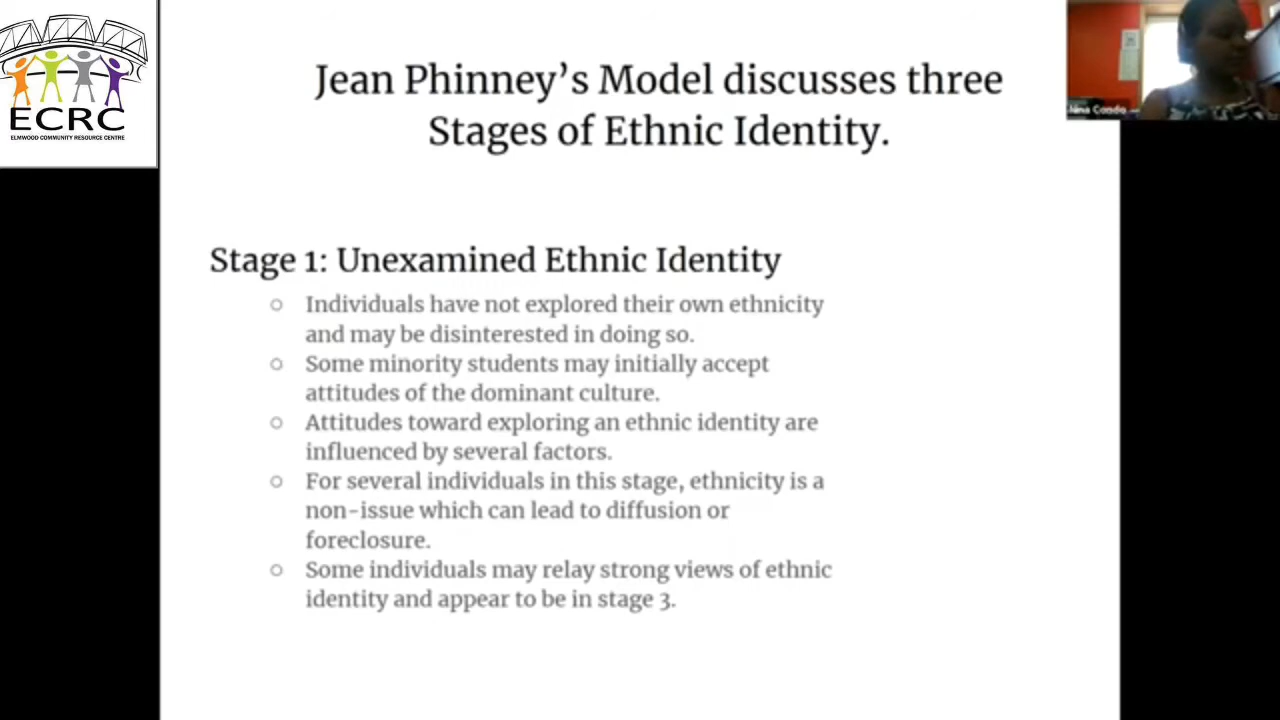 ECRC
ELMWOOD COMMUNITY RESOURCE CENTRE
Jear Phinney’s Model discusses three
Stages of Ethnic Identity.
Nina Condo
Stage 1: Unexamined Ethnic Identity
Individuals have not explored their own ethnicity
and may be disinterested in doing so.
Some minority students may initially accept
attitudes of the dominant culture.
Attitudes toward exploring an ethnic identity are
influenced by several factors.
For several individuals in this stage, ethnicity is a
non-issue which can lead to diffusion or
foreclosure.
Some individuals may relay strong views of ethnic
identity and appear to be in stage 3.